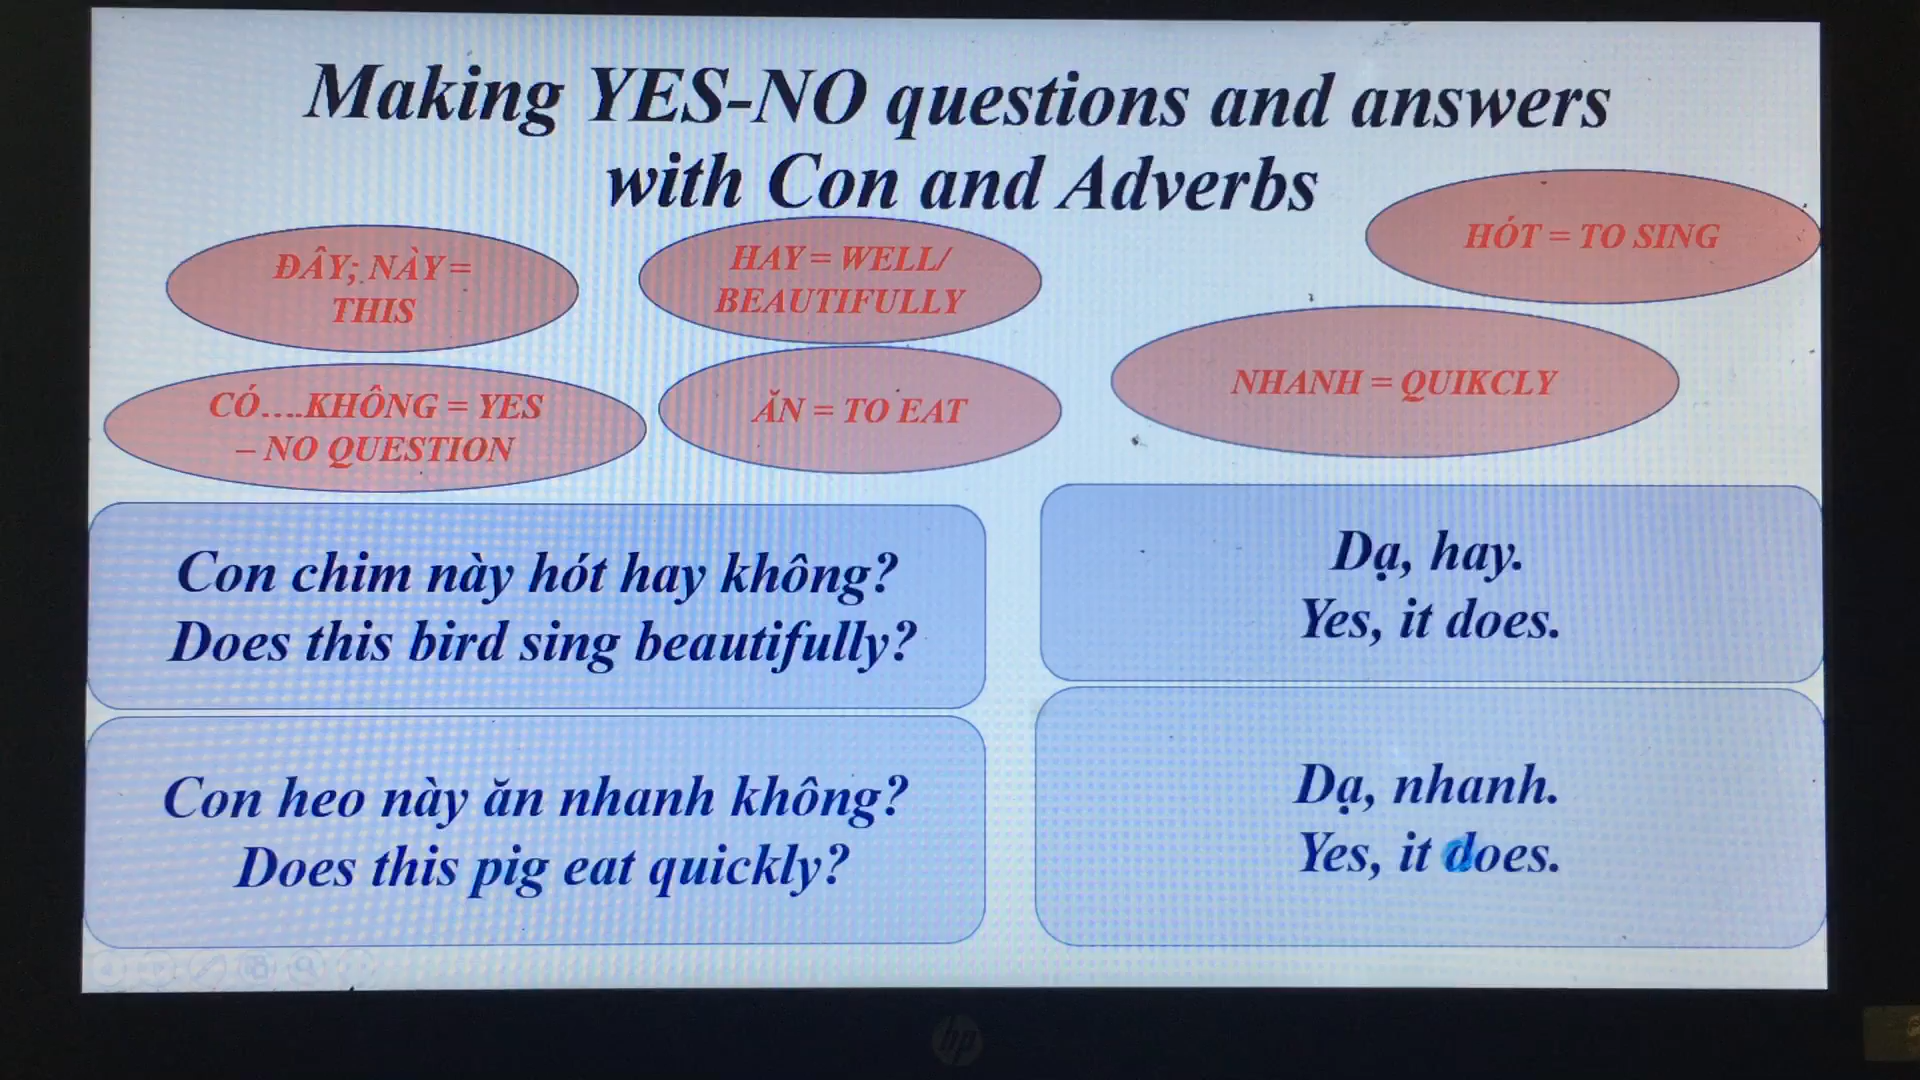 Making YES-NO questions and answers
with Con and Adverbs
ĐÂY; NÀY =
THIS
HAY = WELL/
BEAUTIFULLY
HÓT = TO SING
CÓ....KHÔNG = YES
– NO QUESTION
ĂN = TO EAT
NHANH = QUIKCLY
Con chim này hót hay không?
Does this bird sing beautifully?
Dạ, hay.
Yes, it does.
Con heo này ăn nhanh không?
Does this pig eat quickly?
Dạ, nhanh.
Yes, it does.
hp